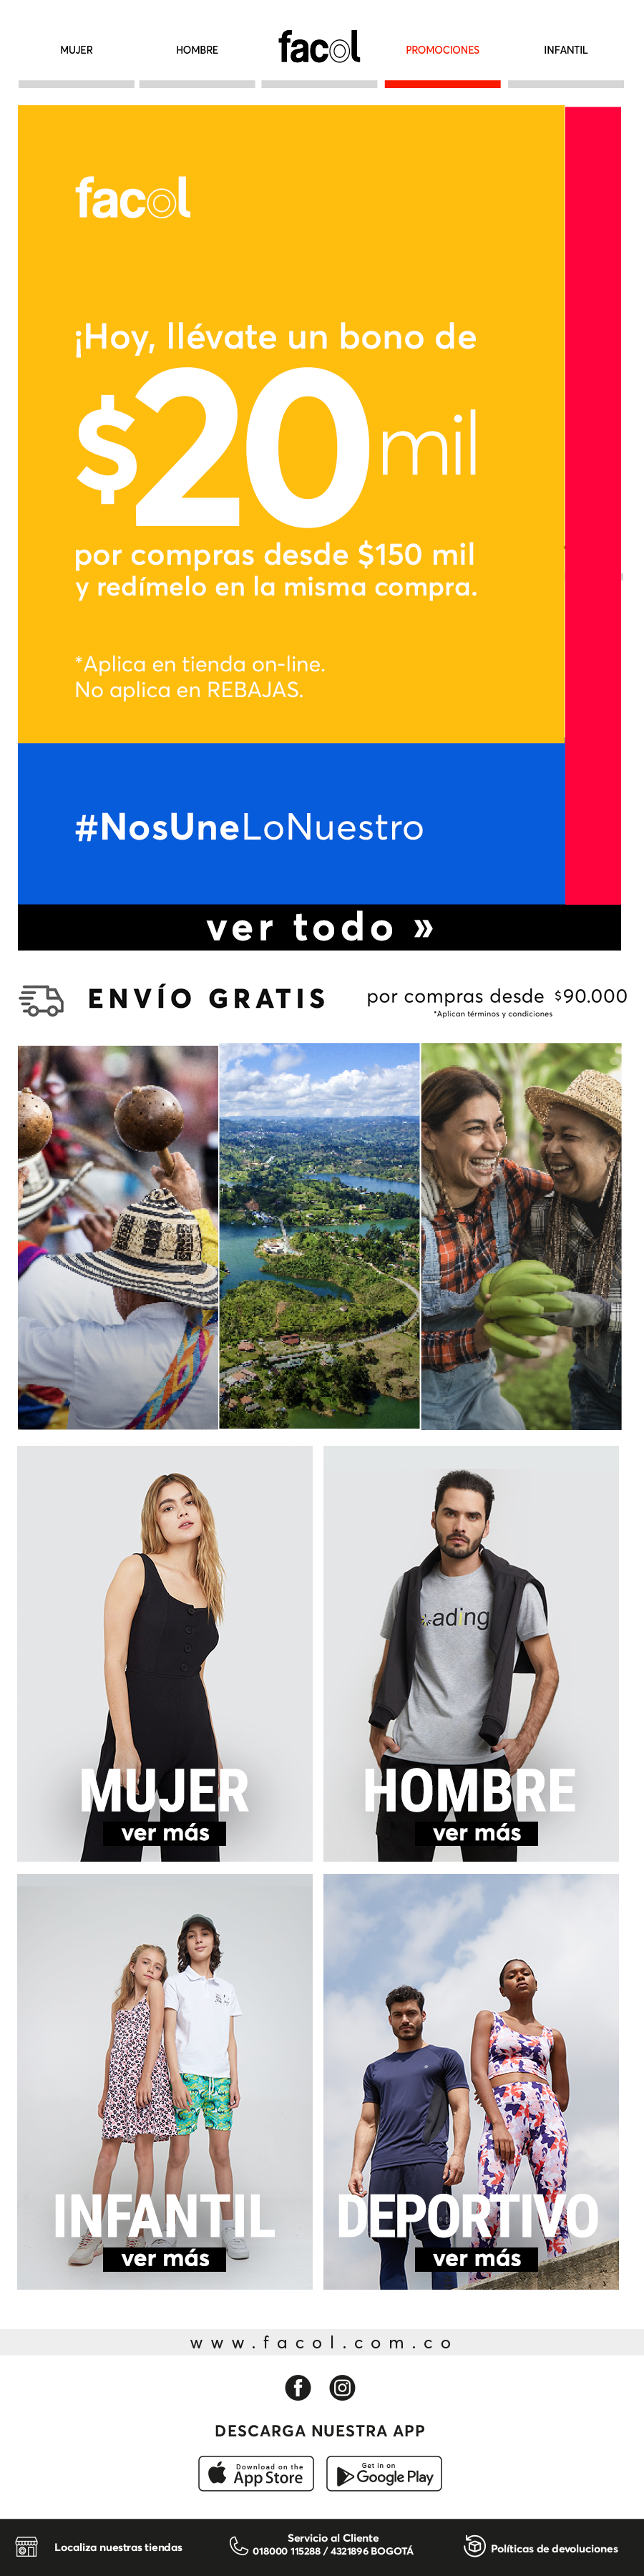 MUJER HOMBRE facol PROMOCIONES INFANTIL
facol
¡Hoy, llévate un bono de
$20 mil
por compras desde $150 mil
y redímelo en la misma compra.
*Aplica en tienda on-line.
No aplica en REBAJAS.
#NosUneLoNuestro
ver todo »
ENVÍO GRATIS por compras desde $90.000
*Aplican términos y condiciones
ading
MUJER
ver más
HOMBRE
ver más
INFANTIL
ver más
DEPORTIVO
ver más
www.facol.com.co
DESCARGA NUESTRA APP
Download on the
App Store
Get in on
Google Play
Localiza nuestras tiendas
Servicio al Cliente
018000 115288 / 4321896 BOGOTÁ
Políticas de devoluciones